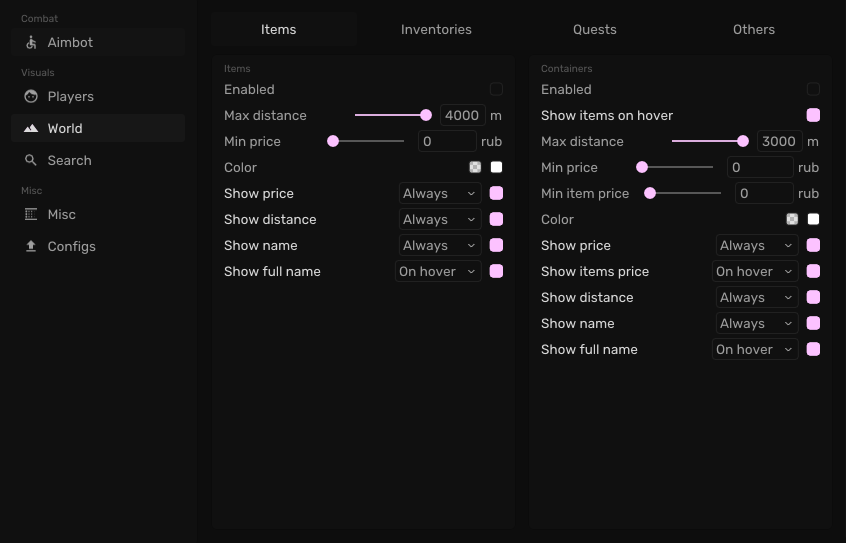 Combat
Aimbot
Visuals
Players
World
Search
Misc
Misc
Configs
Items Inventories Quests Others
Items
Enabled
Max distance 4000 m
Min price 0 rub
Color
Show price Always
Show distance Always
Show name Always
Show full name On hover
Containers
Enabled
Show items on hover
Max distance 3000 m
Min price 0 rub
Min item price 0 rub
Color
Show price Always
Show items price On hover
Show distance Always
Show name Always
Show full name On hover